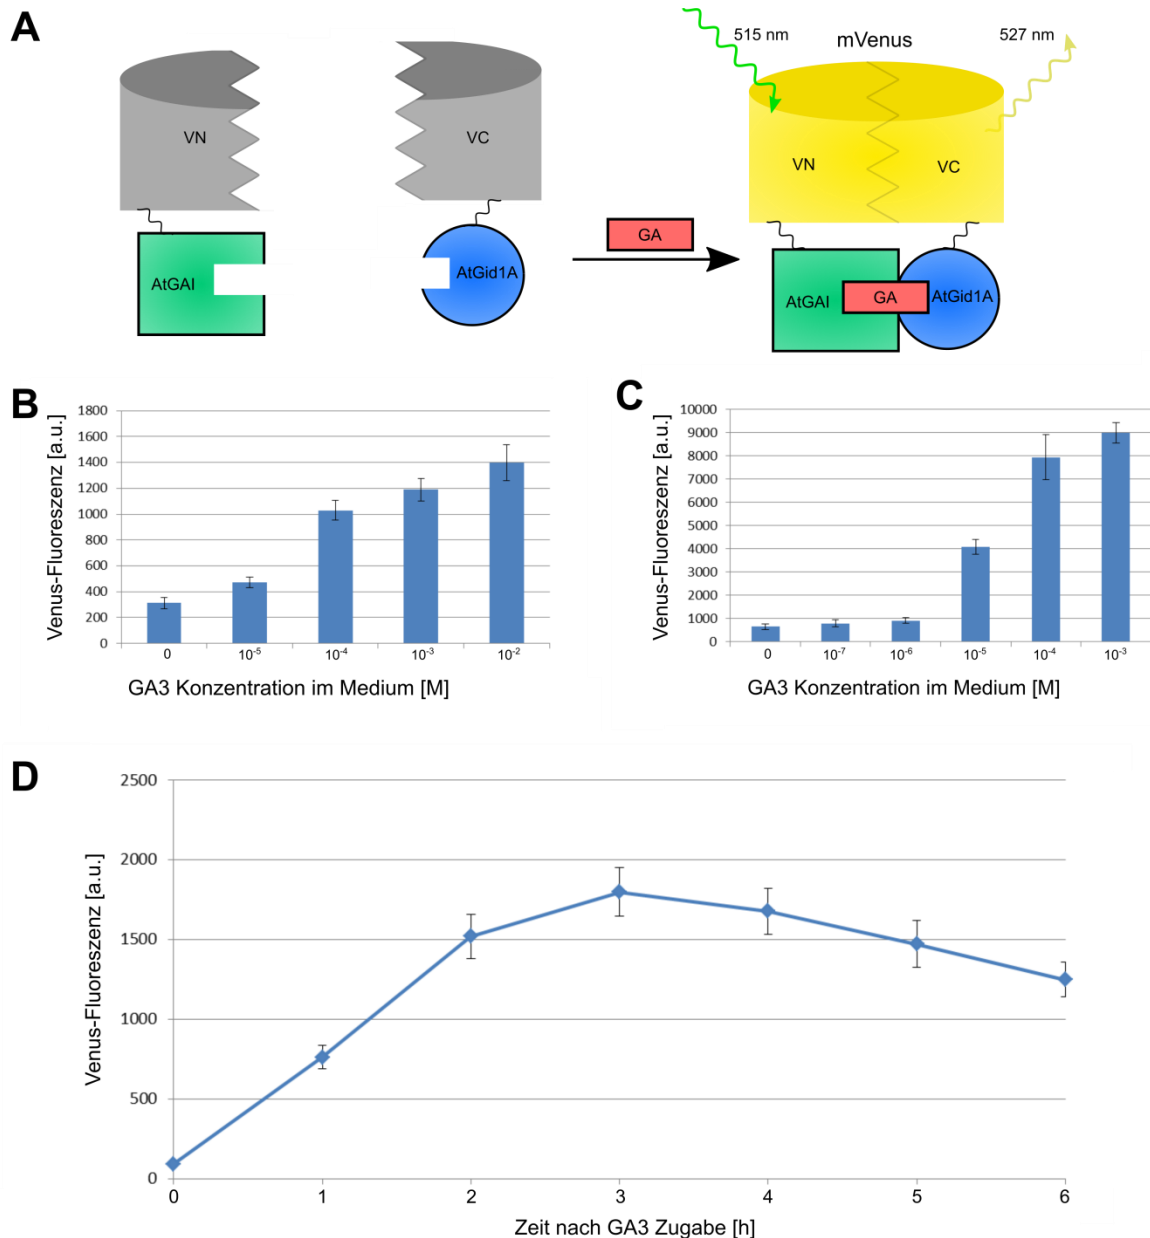 A
515 nm
mVenus
527 nm
VN
VC
VN
VC
GA
AtGAI
AtGid1A
AtGAI
GA
AtGid1A
B
Venus-Fluoreszenz [a.u.]
1800
1600
1400
1200
1000
800
600
400
200
0
0
10⁻⁵
10⁻⁴
10⁻³
10⁻²
GA3 Konzentration im Medium [M]
C
Venus-Fluoreszenz [a.u.]
10000
9000
8000
7000
6000
5000
4000
3000
2000
1000
0
0
10⁻⁷
10⁻⁶
10⁻⁵
10⁻⁴
10⁻³
GA3 Konzentration im Medium [M]
D
Venus-Fluoreszenz [a.u.]
2500
2000
1500
1000
500
0
0
1
2
3
4
5
6
Zeit nach GA3 Zugabe [h]